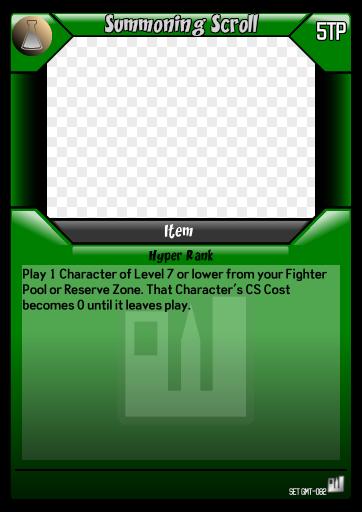 Summoning Scroll
5TP
Item
Hyper Rank
Play 1 Character of Level 7 or lower from your Fighter
Pool or Reserve Zone. That Character's CS Cost
becomes 0 until it leaves play.
SET GMT-082